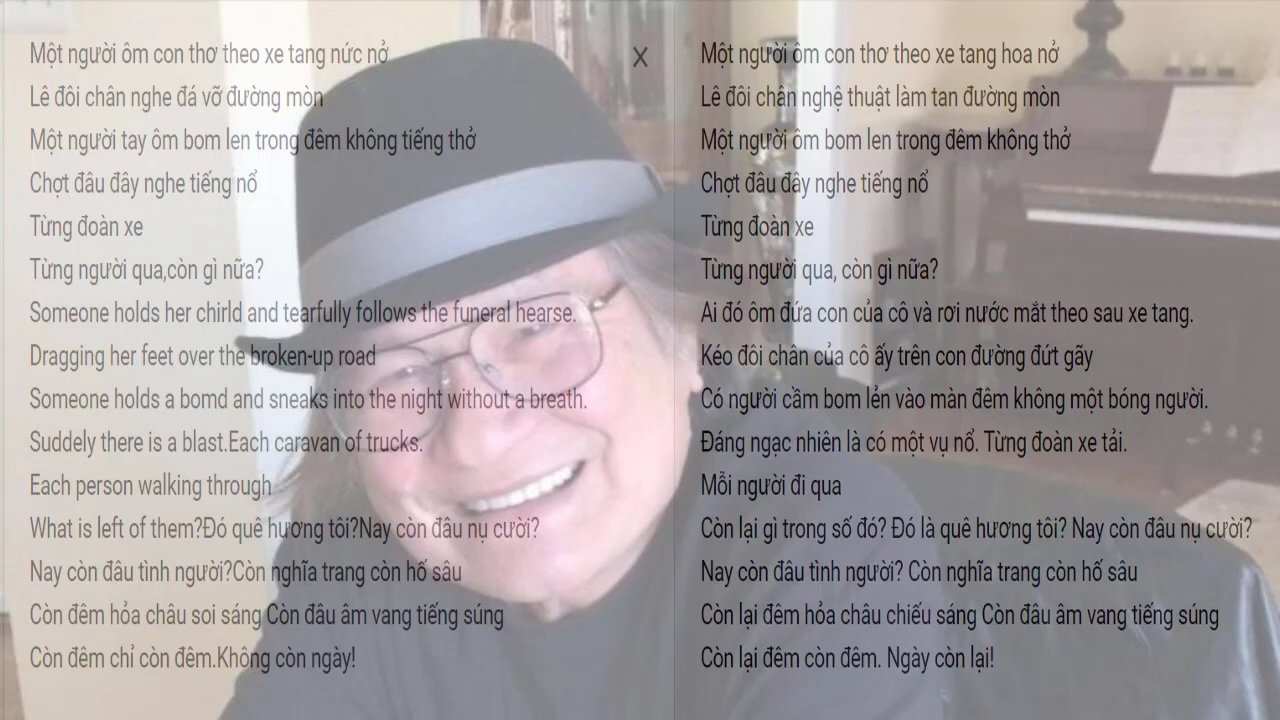 Một người ôm con thơ theo xe tang nức nở
Lê đôi chân nghe đá vỡ đường mòn
Một người tay ôm bom len trong đêm không tiếng thở
Chợt đâu đây nghe tiếng nổ
Từng đoàn xe
Từng người qua,còn gì nữa?
Someone holds her chirld and tearfully follows the funeral hearse.
Dragging her feet over the broken-up road
Someone holds a bomd and sneaks into the night without a breath.
Suddely there is a blast.Each caravan of trucks.
Each person walking through
What is left of them?Đó quê hương tôi?Nay còn đâu nụ cười?
Nay còn đâu tình người?Còn nghĩa trang còn hố sâu
Còn đêm hỏa châu soi sáng Còn đâu âm vang tiếng súng
Còn đêm chỉ còn đêm.Không còn ngày!
X
Một người ôm con thơ theo xe tang hoa nở
Lê đôi chân nghệ thuật làm tan đường mòn
Một người ôm bom len trong đêm không thở
Chợt đâu đây nghe tiếng nổ
Từng đoàn xe
Từng người qua, còn gì nữa?
Ai đó ôm đứa con của cô và rơi nước mắt theo sau xe tang.
Kéo đôi chân của cô ấy trên con đường đứt gãy
Có người cầm bom lẻn vào màn đêm không một bóng người.
Đáng ngạc nhiên là có một vụ nổ. Từng đoàn xe tải.
Mỗi người đi qua
Còn lại gì trong số đó? Đó là quê hương tôi? Nay còn đâu nụ cười?
Nay còn đâu tình người? Còn nghĩa trang còn hố sâu
Còn lại đêm hỏa châu chiếu sáng Còn đâu âm vang tiếng súng
Còn lại đêm còn đêm. Ngày còn lại!